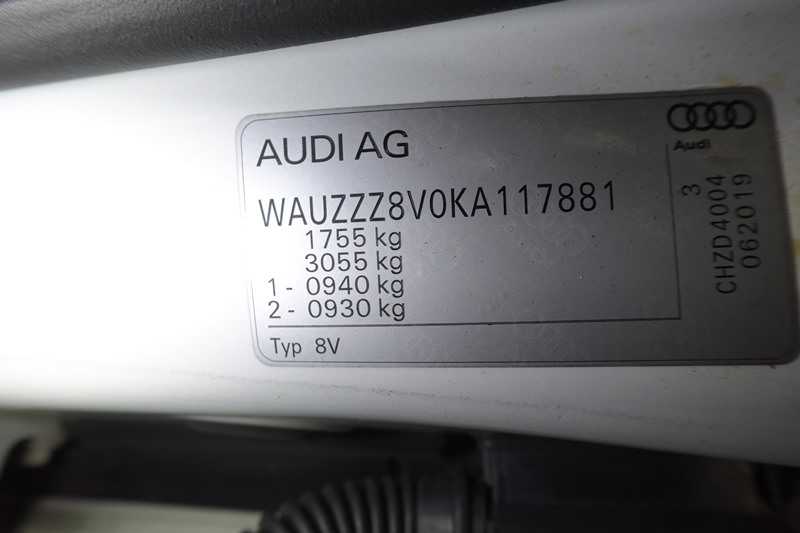 AUDI AG
WAUZZZ8V0KA117881
1755 kg
3055 kg
1 - 0940 kg
2 - 0930 kg
Typ 8V
Audi
3
CHZD4004
062019